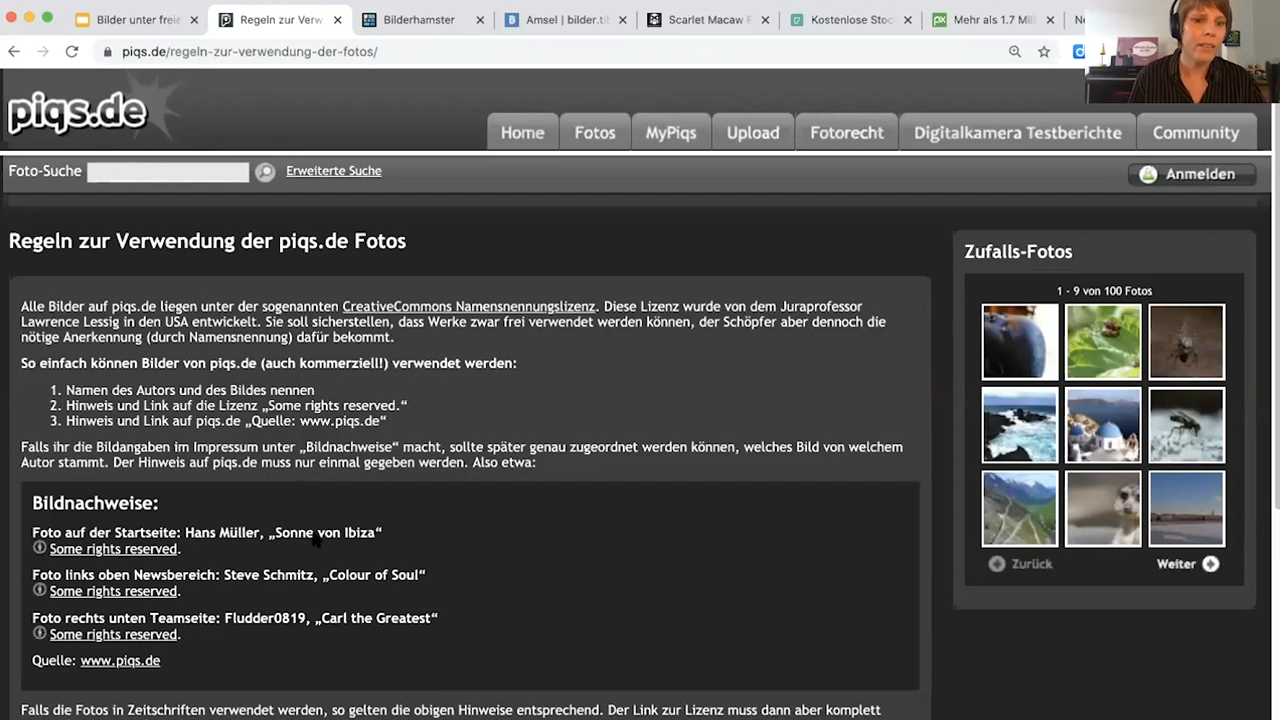 Bilder unter freie
Regeln zur Verw
Bilderhamster
Amsel | bilder.ti
Scarlet Macaw
Kostenlose Stoc
Mehr als 1.7 Mil
piqs.de/regeln-zur-verwendung-der-fotos/
piqs.de
Home
Fotos
MyPiqs
Upload
Fotorecht
Digitalkamera Testberichte
Community
Foto-Suche
Erweiterte Suche
Anmelden
Regeln zur Verwendung der piqs.de Fotos
Alle Bilder auf piqs.de liegen unter der sogenannten CreativeCommons Namensnennungslizenz. Diese Lizenz wurde von dem Juraprofessor
Lawrence Lessig in den USA entwickelt. Sie soll sicherstellen, dass Werke zwar frei verwendet werden können, der Schöpfer aber dennoch die
nötige Anerkennung (durch Namensnennung) dafür bekommt.
So einfach können Bilder von piqs.de (auch kommerziell!) verwendet werden:
1. Namen des Autors und des Bildes nennen
2. Hinweis und Link auf die Lizenz „Some rights reserved.“
3. Hinweis und Link auf piqs.de „Quelle: www.piqs.de“
Falls ihr die Bildangaben im Impressum unter „Bildnachweise“ macht, sollte später genau zugeordnet werden können, welches Bild von welchem
Autor stammt. Der Hinweis auf piqs.de muss nur einmal gegeben werden. Also etwa:
Bildnachweise:
Foto auf der Startseite: Hans Müller, „Sonne von Ibiza“
Some rights reserved.
Foto links oben Newsbereich: Steve Schmitz, „Colour of Soul“
Some rights reserved.
Foto rechts unten Teamseite: Fludder0819, „Carl the Greatest“
Some rights reserved.
Quelle: www.piqs.de
Falls die Fotos in Zeitschriften verwendet werden, so gelten die obigen Hinweise entsprechend. Der Link zur Lizenz muss dann aber komplett
Zufalls-Fotos
1 - 9 von 100 Fotos
Zurück
Weiter